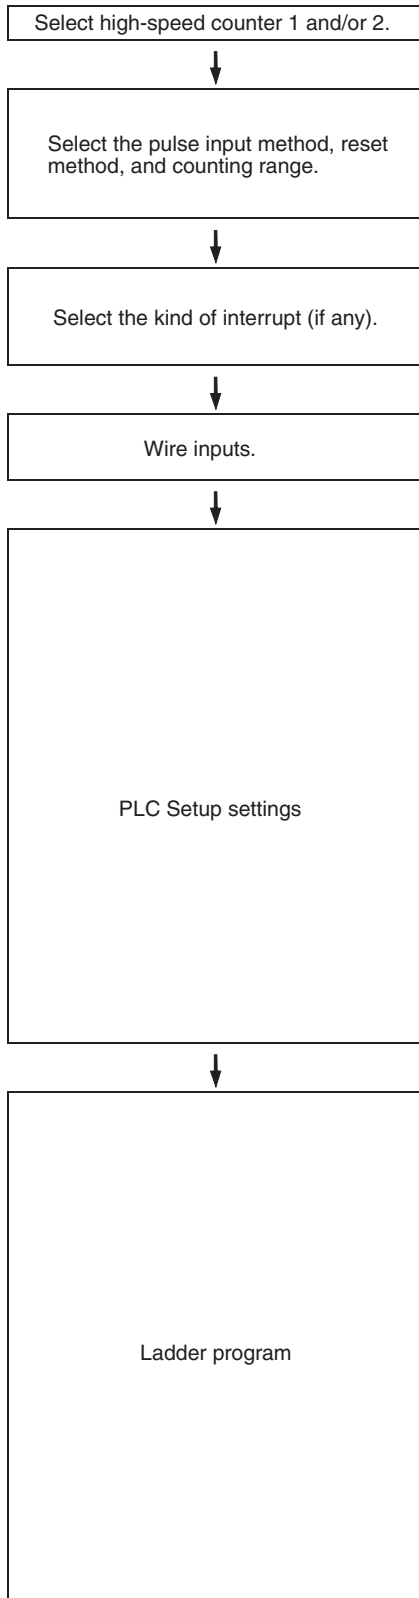 Select high-speed counter 1 and/or 2.
Select the pulse input method, reset
method, and counting range.
Select the kind of interrupt (if any).
Wire inputs.
PLC Setup settings
Ladder program